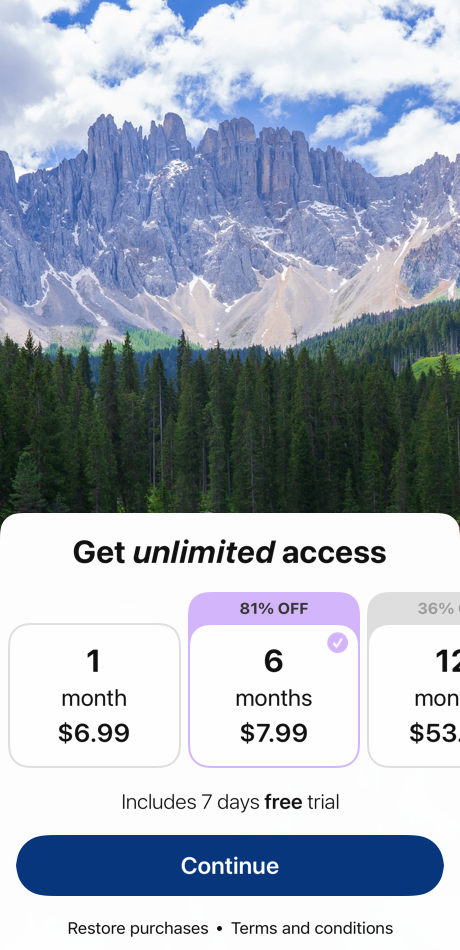 Get unlimited access
81% OFF
36%
1
month
$6.99
6
months
$7.99
Includes 7 days free trial
Continue
Restore purchases • Terms and conditions